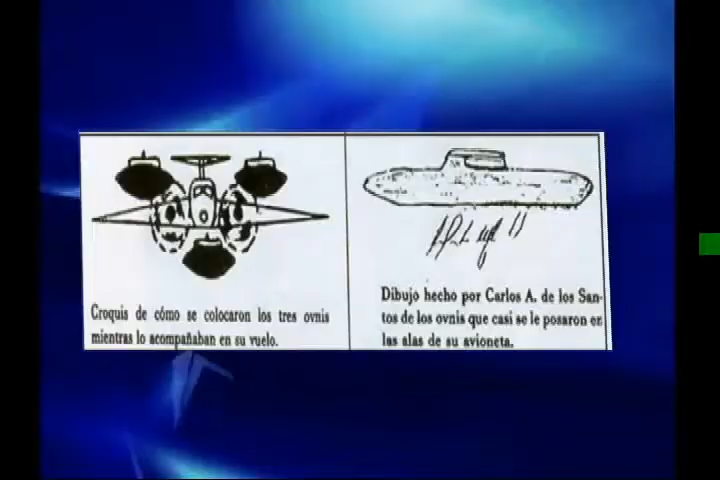 Croquis de cómo se colocaron los tres ovnis
mientras lo acompañaban en su vuelo.
Dibujo hecho por Carlos A. de los San-
tos de los ovnis que casi se le posaron en
las alas de su avioneta.